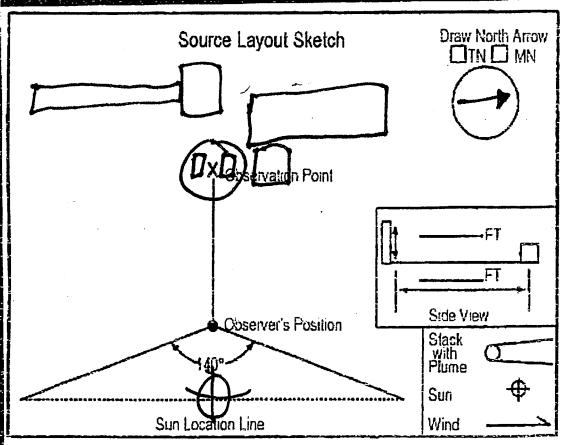 Source Layout Sketch
Draw North Arrow
TN MN
X Observation Point
FT
FT
Side View
Observer's Position
140°
Sun Location Line
Stack
with
Plume
Sun
Wind